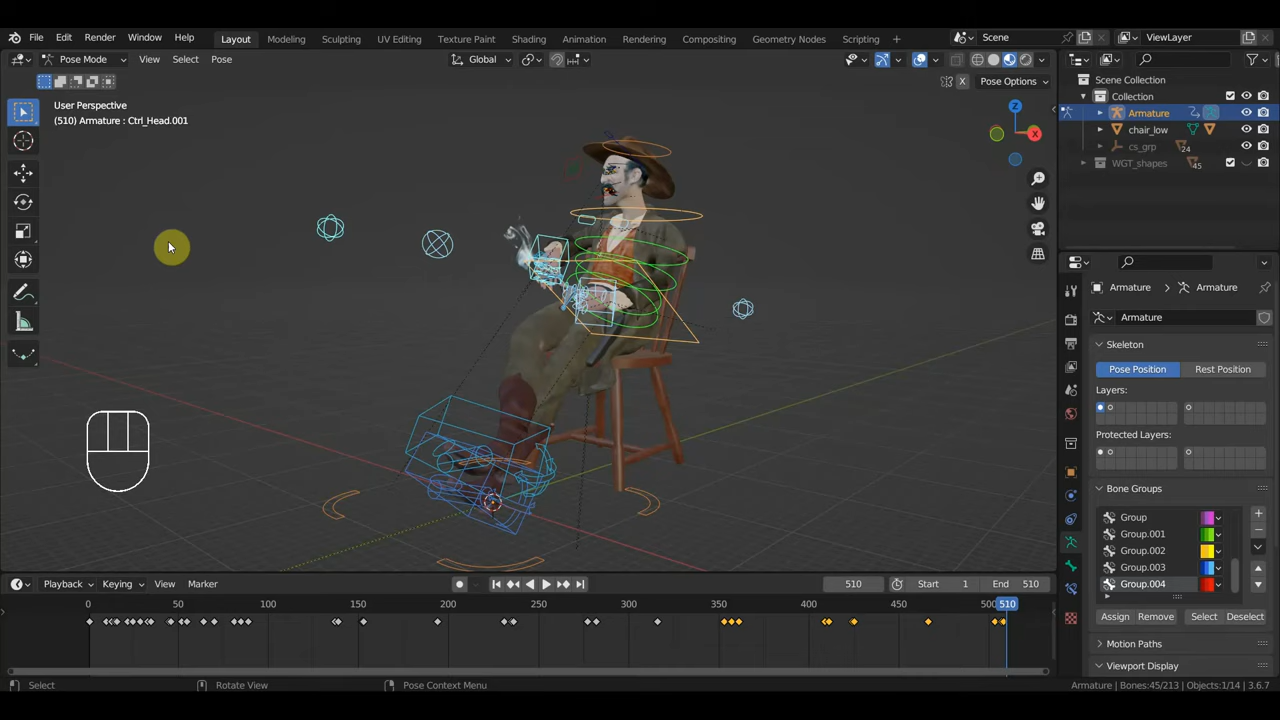 File Edit Render Window Help Layout Modeling Sculpting UV Editing Texture Paint Shading Animation Rendering Compositing Geometry Nodes Scripting + Scene ViewLayer
Pose Mode View Select Pose Global
X Pose Options
User Perspective
(510) Armature : Ctrl_Head.001
Z
X
Scene Collection
Collection
Armature
chair_low
cs_grp 24
WGT_shapes 45
Armature Armature
Armature
Skeleton
Pose Position Rest Position
Layers:
Protected Layers:
Bone Groups
Group
Group.001
Group.002
Group.003
Group.004
Assign Remove Select Deselect
Motion Paths
Viewport Display
Playback Keying View Marker 510 Start 1 End 510
0 50 100 150 200 250 300 350 400 450 500 510
Select Rotate View Pose Context Menu Armature | Bones:45/213 | Objects:1/14 | 3.6.7